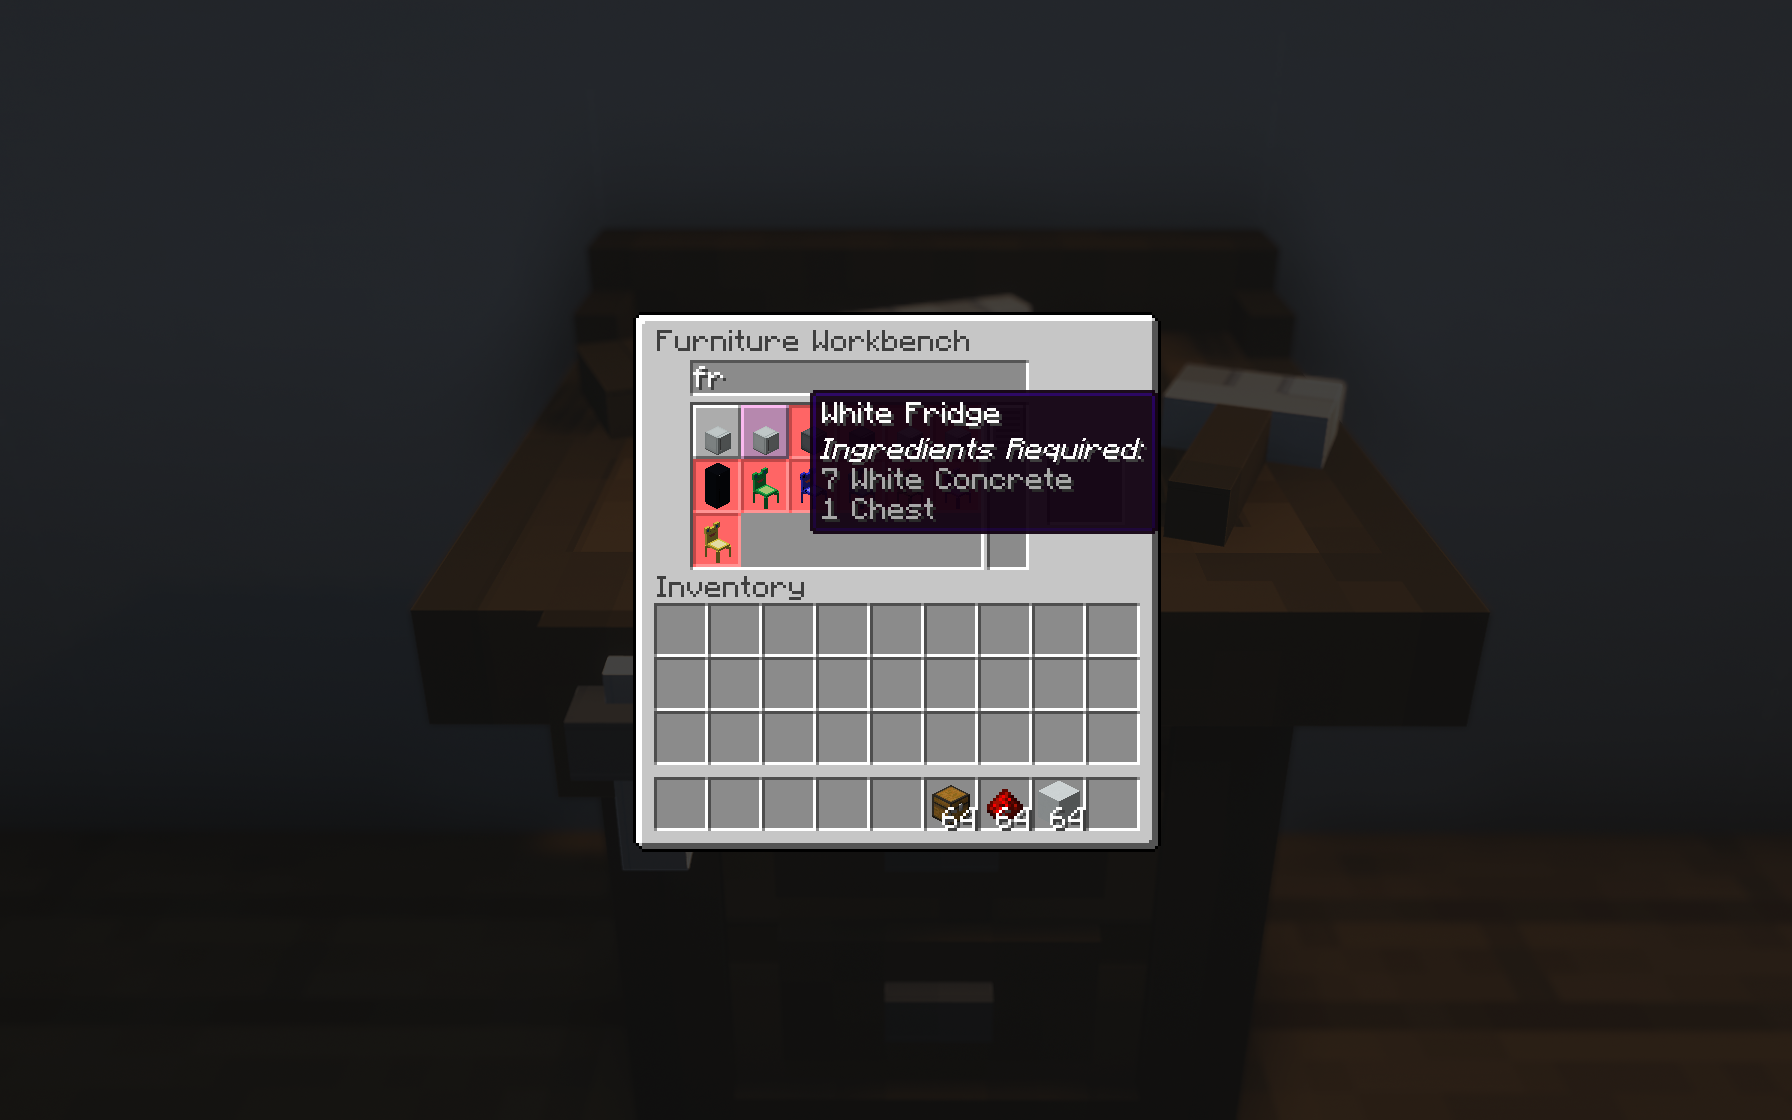 Furniture Workbench
fr
White Fridge
Ingredients Required:
7 White Concrete
1 Chest
Inventory
64
64
64